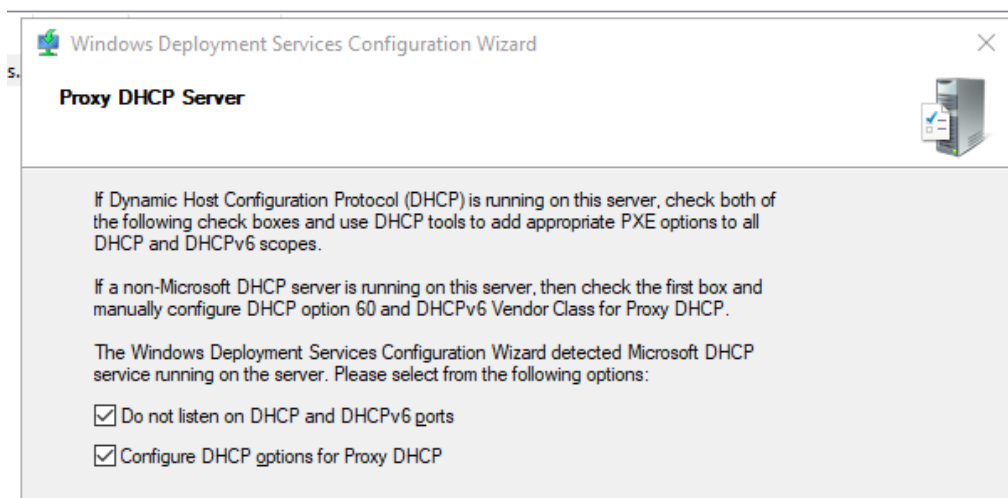 Windows Deployment Services Configuration Wizard
s.
Proxy DHCP Server
If Dynamic Host Configuration Protocol (DHCP) is running on this server, check both of
the following check boxes and use DHCP tools to add appropriate PXE options to all
DHCP and DHCPv6 scopes.
If a non-Microsoft DHCP server is running on this server, then check the first box and
manually configure DHCP option 60 and DHCPv6 Vendor Class for Proxy DHCP.
The Windows Deployment Services Configuration Wizard detected Microsoft DHCP
service running on the server. Please select from the following options:
Do not listen on DHCP and DHCPv6 ports
Configure DHCP options for Proxy DHCP